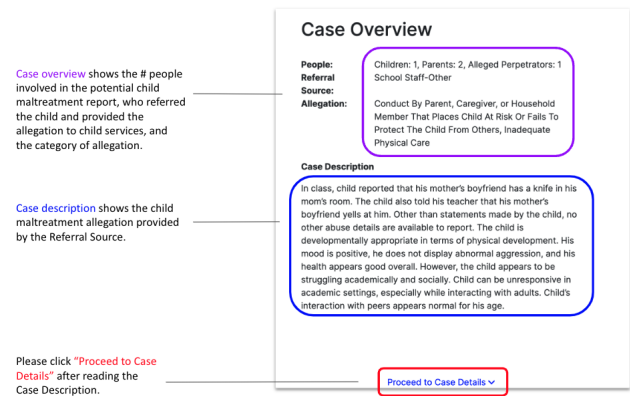 Case Overview
People: Children: 1, Parents: 2, Alleged Perpetrators: 1
Referral School Staff-Other
Source:
Allegation: Conduct By Parent, Caregiver, or Household
Member That Places Child At Risk Or Fails To
Protect The Child From Others, Inadequate
Physical Care
Case overview shows the # people
involved in the potential child
maltreatment report, who referred
the child and provided the
allegation to child services, and
the category of allegation.
Case Description
In class, child reported that his mother's boyfriend has a knife in his
mom's room. The child also told his teacher that his mother's
boyfriend yells at him. Other than statements made by the child, no
other abuse details are available to report. The child is
developmentally appropriate in terms of physical development. His
mood is positive, he does not display abnormal aggression, and his
health appears good overall. However, the child appears to be
struggling academically and socially. Child can be unresponsive in
academic settings, especially while interacting with adults. Child's
interaction with peers appears normal for his age.
Case description shows the child
maltreatment allegation provided
by the Referral Source.
Please click "Proceed to Case
Details" after reading the
Case Description.
Proceed to Case Details